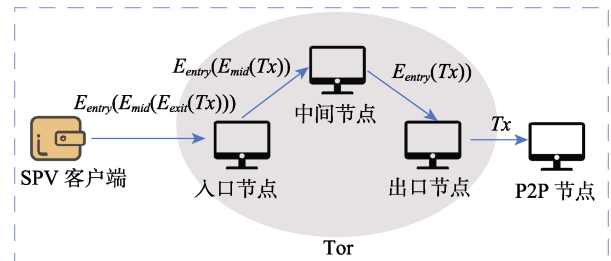 E_entry(E_mid(Tx))
E_entry(Tx))
中间节点
E_entry(E_mid(E_exit(Tx)))
Tx
SPV 客户端
入口节点
出口节点
P2P 节点
Tor